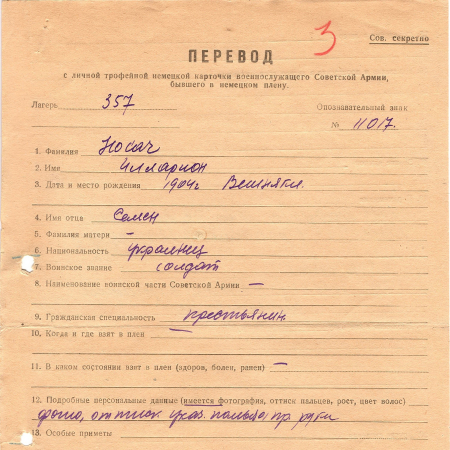 3
Сов. секретно
ПЕРЕВОД
с личной трофейной немецкой карточки военнослужащего Советской Армии,
бывшего в немецком плену.
Лагерь 357
Опознавательный знак
№ 11017.
1. Фамилия Носач
2. Имя Илларион
3. Дата и место рождения 1904г Вешняки.
4. Имя отца Семен
5. Фамилия матери –
6. Национальность украинец
7. Воинское звание солдат
8. Наименование воинской части Советской Армии –
9. Гражданская специальность крестьянин
10. Когда и где взят в плен —
11. В каком состоянии взят в плен (здоров, болен, ранен) —
12. Подробные персональные данные (имеется фотография, оттиск пальцев, рост, цвет волос)
фото, оттиск указ. пальца, пр руки
13. Особые приметы